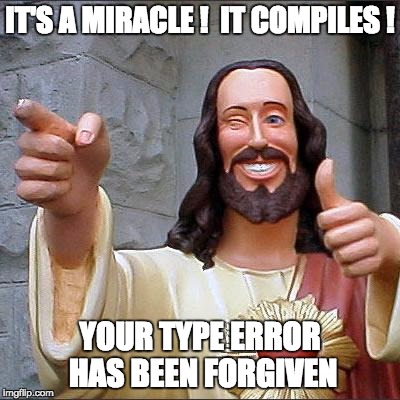 IT'S A MIRACLE ! IT COMPILES !
YOUR TYPE ERROR
HAS BEEN FORGIVEN
imgflip.com